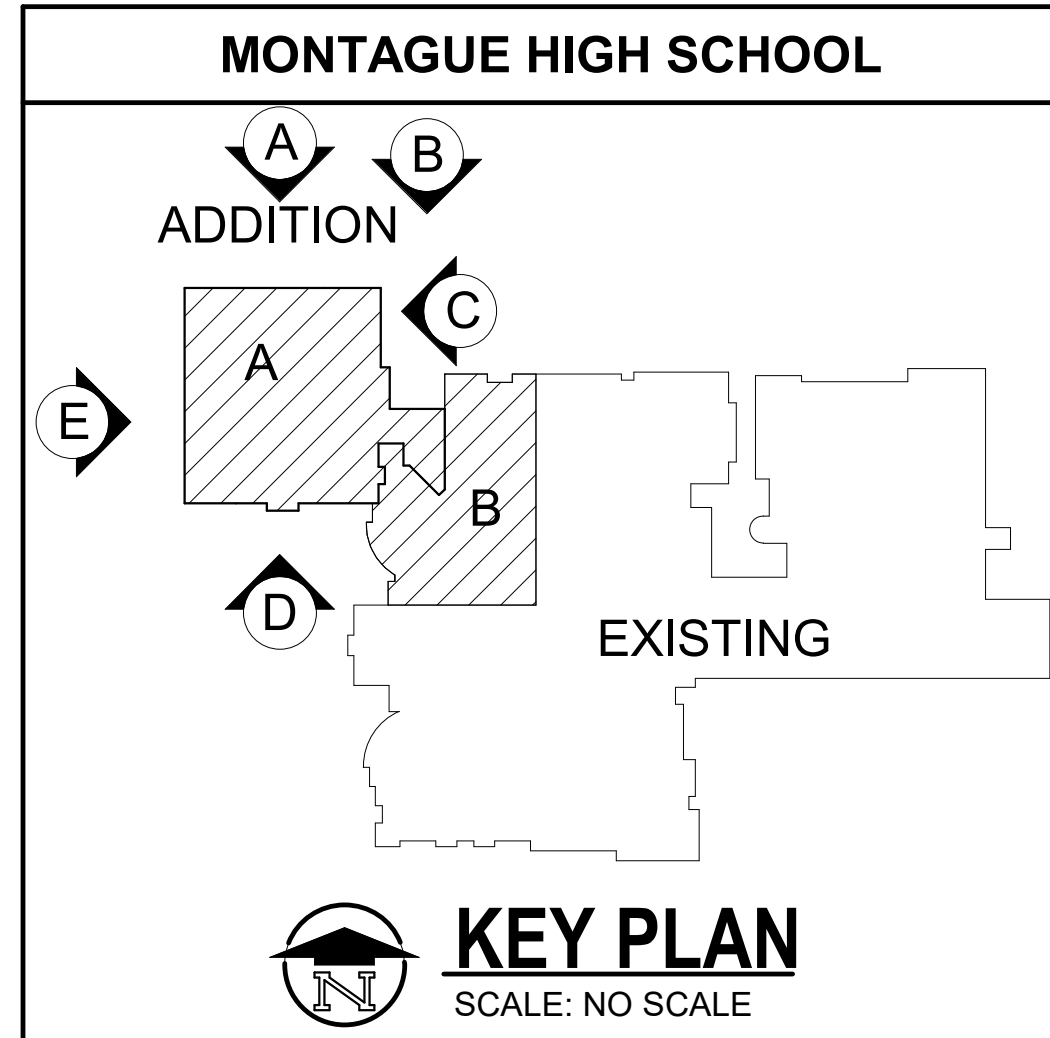 MONTAGUE HIGH SCHOOL
A
B
ADDITION
C
A
E
B
D
EXISTING
KEY PLAN
N
SCALE: NO SCALE